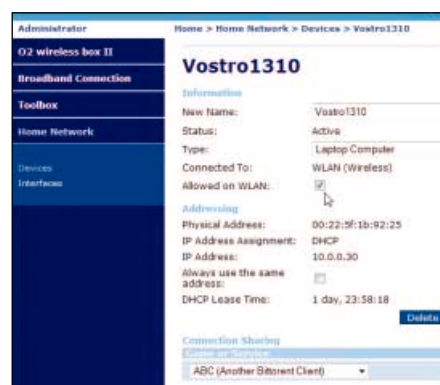 Administrator
Home > Home Network > Devices > Vostro1310
O2 wireless box II
Broadband Connection
Toolbox
Home Network
Devices
Interfaces
Vostro1310
Information
New Name: Vostro1310
Status: Active
Type: Laptop Computer
Connected To: WLAN (Wireless)
Allowed on WLAN:
Addressing
Physical Address: 00:22:5f:1b:92:25
IP Address Assignment: DHCP
IP Address: 10.0.0.30
Always use the same
address:
DHCP Lease Time: 1 day, 23:58:18
Delete
Connection Sharing
Game or Service
ABC (Another Bittorent Client)